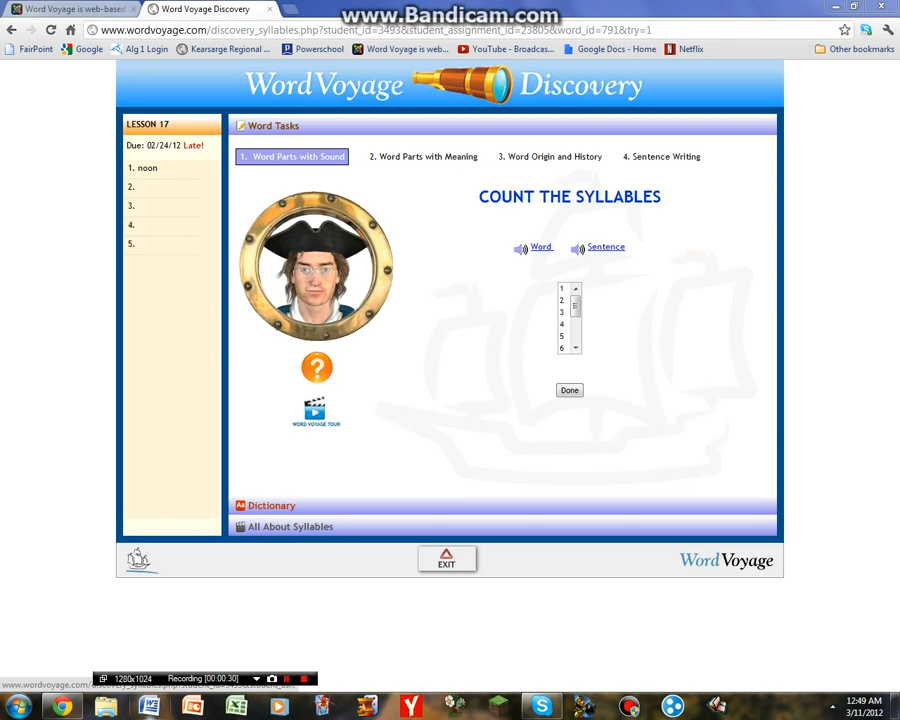 www.Bandicam.com
Word Voyage is web-based
Word Voyage Discovery
www.wordvoyage.com/discovery_syllables.php?student_id=3493&student_assignment_id=23805&word_id=791&try=1
FairPoint
Google
Alg 1 Login
Kearsarge Regional ...
Powerschool
Word Voyage is web...
YouTube - Broadcas...
Google Docs - Home
Netflix
Other bookmarks
Word Voyage Discovery
LESSON 17
Due: 02/24/12 Late!
1. noon
2.
3.
4.
5.
Word Tasks
1. Word Parts with Sound
2. Word Parts with Meaning
3. Word Origin and History
4. Sentence Writing
COUNT THE SYLLABLES
Word
Sentence
1
2
3
4
5
6
Done
?
WORD VOYAGE TOUR
Aa Dictionary
All About Syllables
EXIT
Word Voyage
1280x1024
Recording [00:00:30]
12:49 AM
3/11/2012